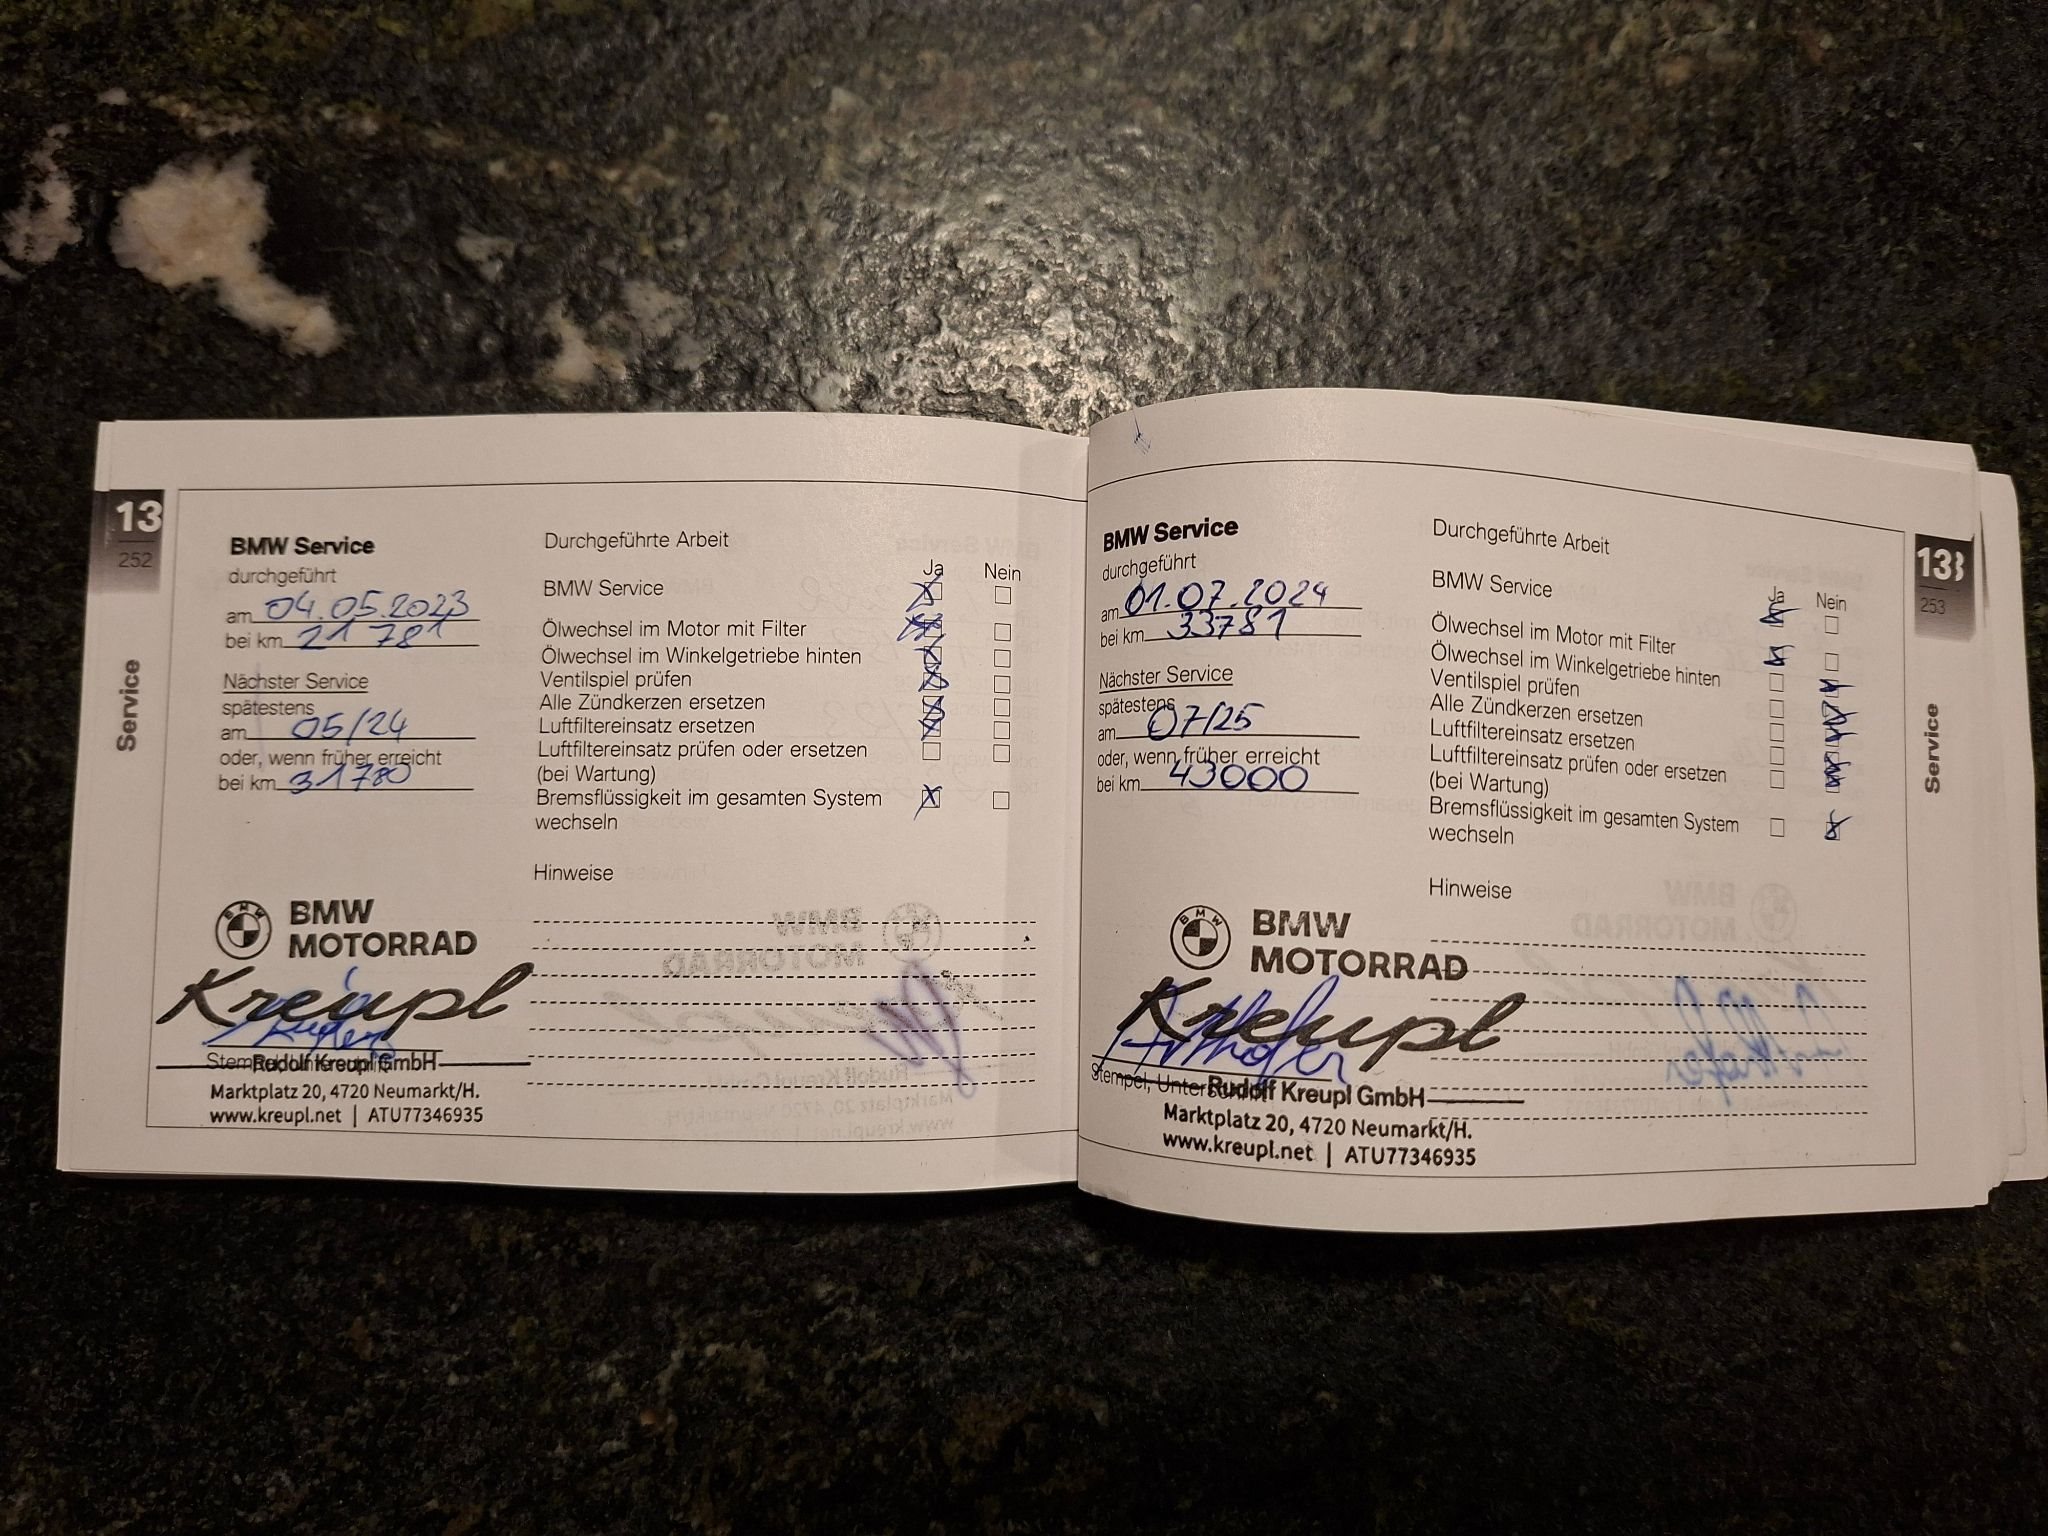 13
252
Service
BMW Service
durchgeführt
am 04.05.2023
bei km 21 781
Nächster Service
spätestens
am 05/24
oder, wenn früher erreicht
bei km 31780
BMW
MOTORRAD
Kreupl
Rudolf Kreupl GmbH
Marktplatz 20, 4720 Neumarkt/H.
www.kreupl.net | ATU77346935
Durchgeführte Arbeit
Ja Nein
BMW Service
Ölwechsel im Motor mit Filter
Ölwechsel im Winkelgetriebe hinten
Ventilspiel prüfen
Alle Zündkerzen ersetzen
Luftfiltereinsatz ersetzen
Luftfiltereinsatz prüfen oder ersetzen
(bei Wartung)
Bremsflüssigkeit im gesamten System
wechseln
Hinweise
BMW Service
durchgeführt
am 01.07.2024
bei km 33781
Nächster Service
spätestens
am 07/25
oder, wenn früher erreicht
bei km 43000
BMW
MOTORRAD
Kreupl
Stempel, Unterschrift
Rudolf Kreupl GmbH
Marktplatz 20, 4720 Neumarkt/H.
www.kreupl.net | ATU77346935
Durchgeführte Arbeit
Ja Nein
BMW Service
Ölwechsel im Motor mit Filter
Ölwechsel im Winkelgetriebe hinten
Ventilspiel prüfen
Alle Zündkerzen ersetzen
Luftfiltereinsatz ersetzen
Luftfiltereinsatz prüfen oder ersetzen
(bei Wartung)
Bremsflüssigkeit im gesamten System
wechseln
Hinweise
13
253
Service